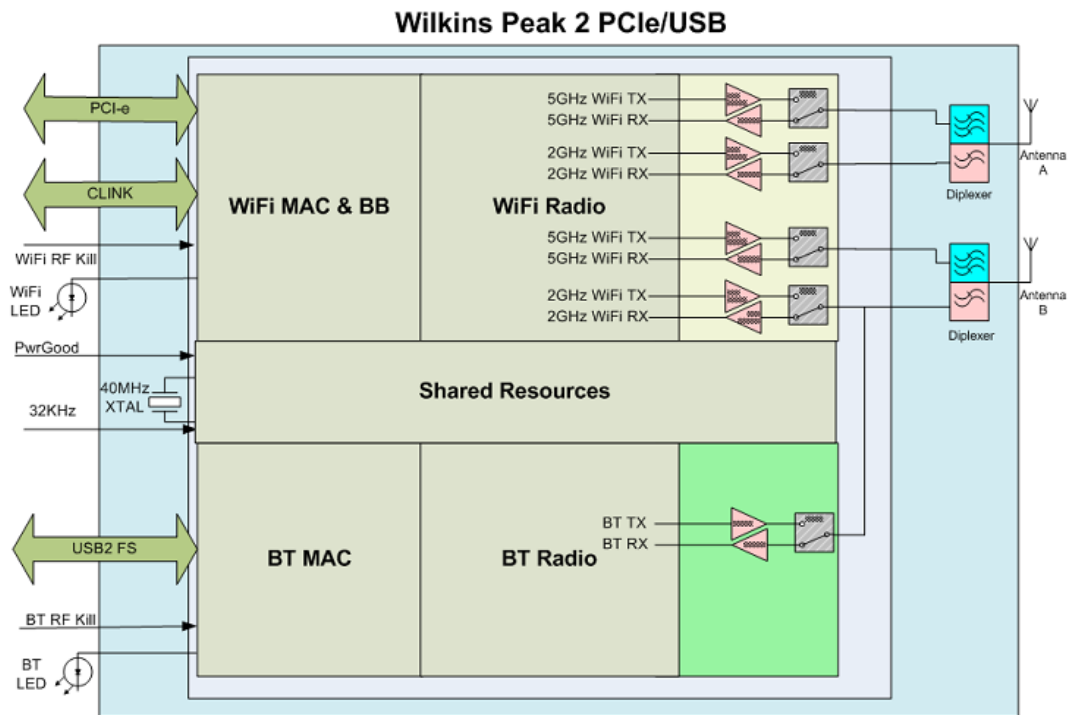 Wilkins Peak 2 PCIe/USB
PCI-e
CLINK
WiFi RF Kill
WiFi
LED
PwrGood
40MHz
XTAL
32KHz
USB2 FS
BT RF Kill
BT
LED
WiFi MAC & BB
WiFi Radio
5GHz WiFi TX
5GHz WiFi RX
2GHz WiFi TX
2GHz WiFi RX
5GHz WiFi TX
5GHz WiFi RX
2GHz WiFi TX
2GHz WiFi RX
Shared Resources
BT MAC
BT Radio
BT TX
BT RX
Antenna
A
Diplexer
Antenna
B
Diplexer